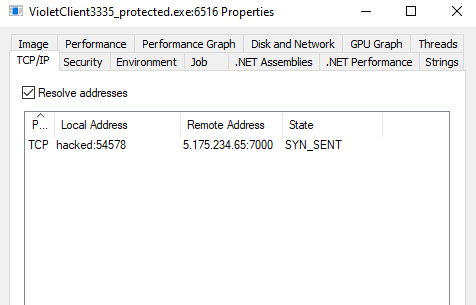 VioletClient3335_protected.exe:6516 Properties
Image Performance Performance Graph Disk and Network GPU Graph Threads
TCP/IP Security Environment Job .NET Assemblies .NET Performance Strings
Resolve addresses
P... Local Address Remote Address State
TCP hacked:54578 5.175.234.65:7000 SYN_SENT